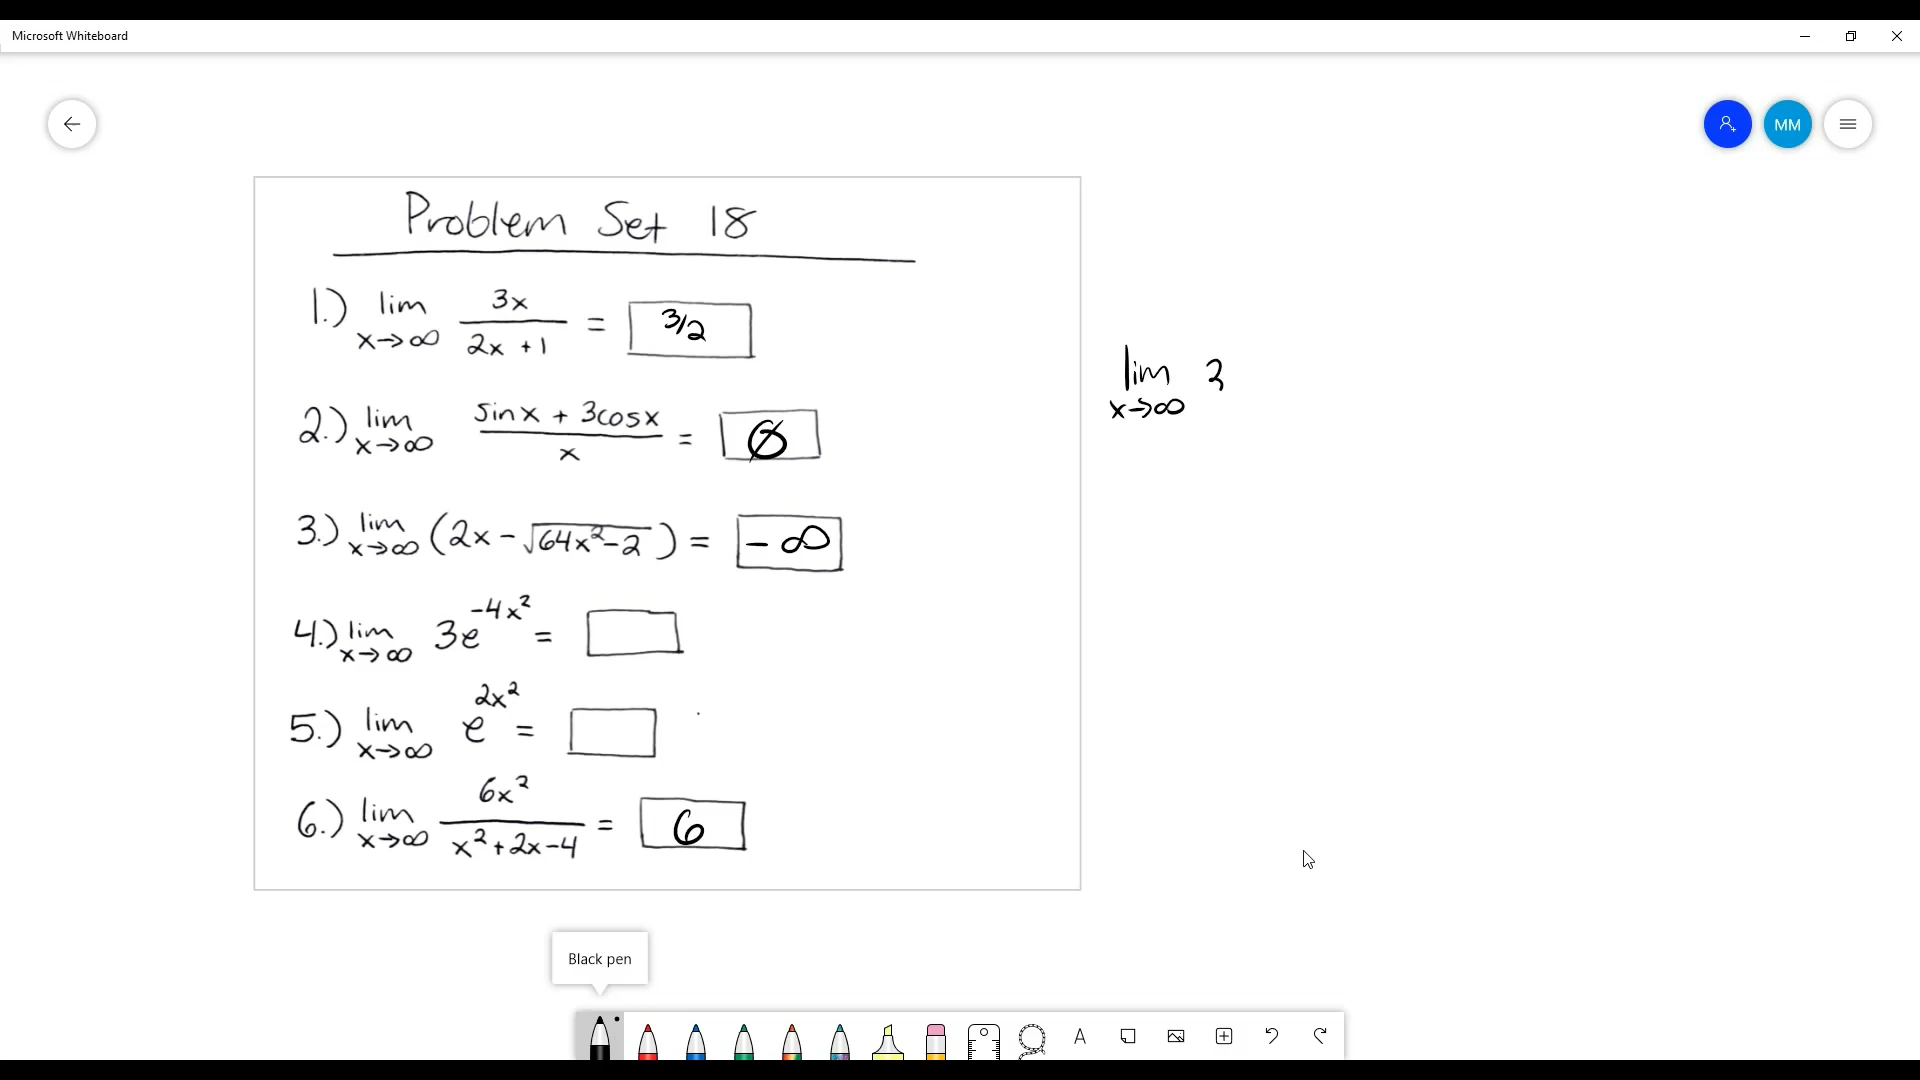 Microsoft Whiteboard
MM
Problem Set 18
1.) lim x→∞ 3x / 2x + 1 = 3/2
2.) lim x→∞ sinx + 3cosx / x = Ø
3.) lim x→∞ (2x - √64x²-2) = - ∞
4.) lim x→∞ 3e^-4x² =
5.) lim x→∞ e^2x² =
6.) lim x→∞ 6x² / x²+2x-4 = 6
lim x→∞ 3
Black pen
A